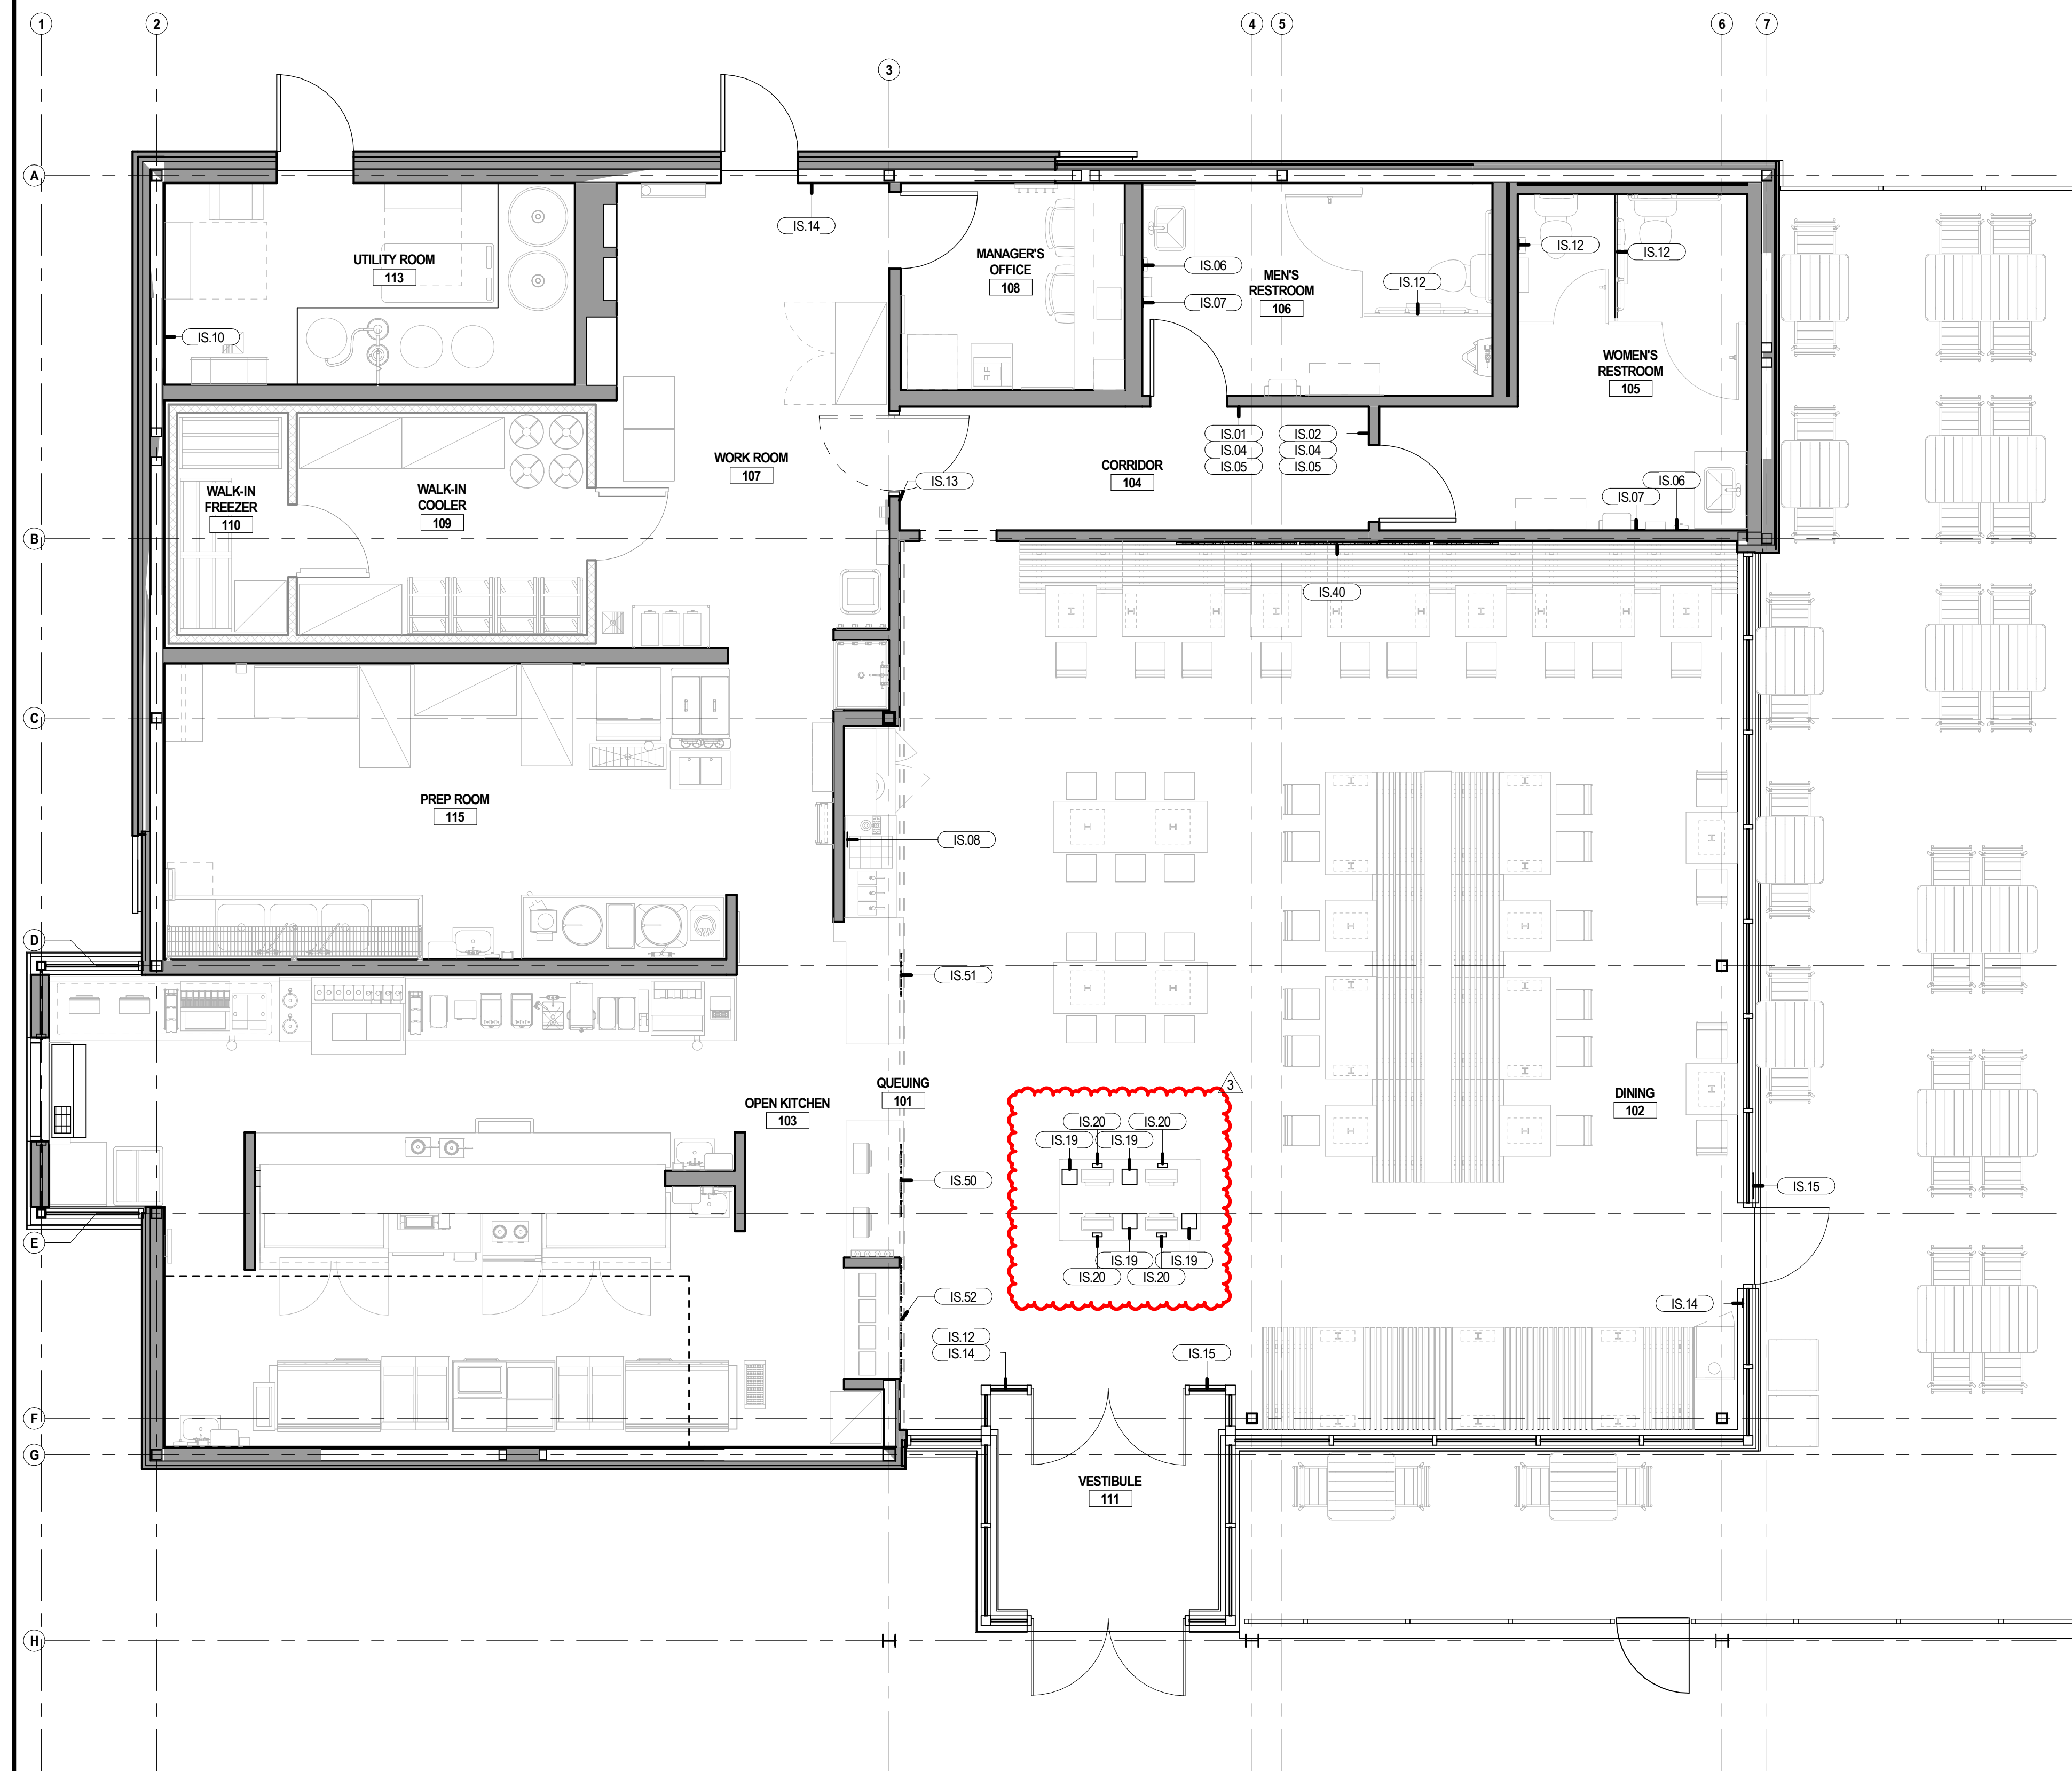 1
2
4
5
6
7
3
A
IS.14
UTILITY ROOM
113
MANAGER'S
OFFICE
108
IS.06
IS.07
MEN'S
RESTROOM
106
IS.12
IS.12
IS.12
IS.10
WOMEN'S
RESTROOM
105
IS.01
IS.04
IS.05
IS.02
IS.04
IS.05
WORK ROOM
107
CORRIDOR
104
IS.13
WALK-IN
FREEZER
110
WALK-IN
COOLER
109
IS.06
IS.07
B
IS.40
C
PREP ROOM
115
IS.08
D
IS.51
QUEUING
101
OPEN KITCHEN
103
3
DINING
102
IS.20
IS.20
IS.19
IS.19
IS.50
IS.15
E
IS.19
IS.19
IS.20
IS.20
IS.52
IS.14
IS.12
IS.14
IS.15
F
G
VESTIBULE
111
H